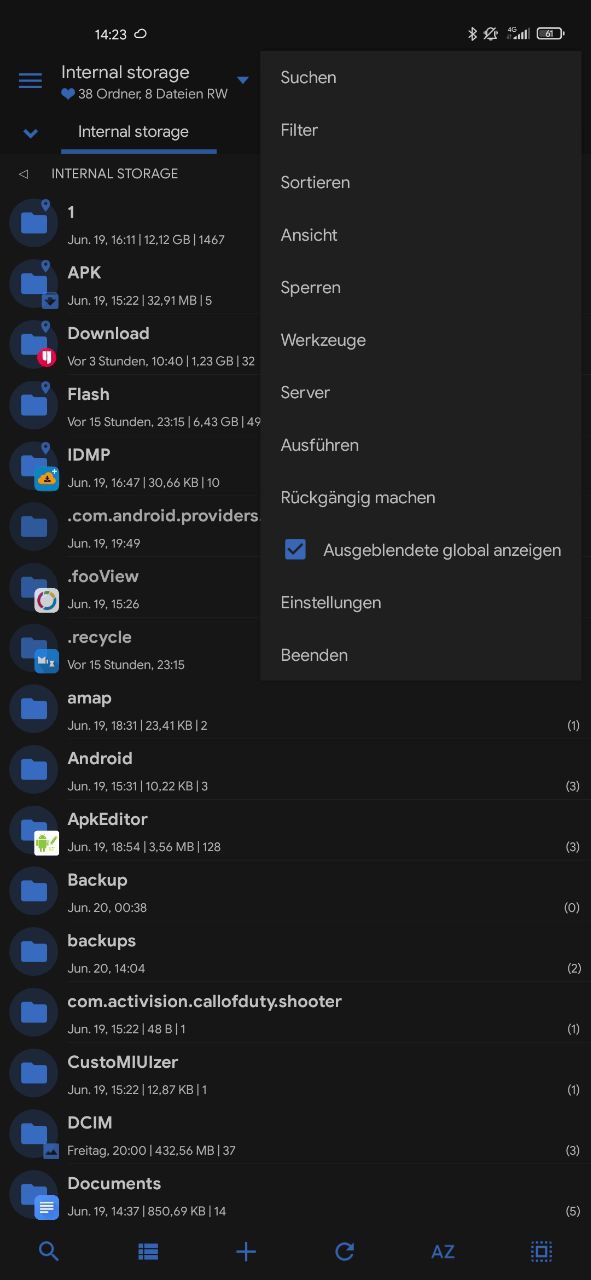 14:23
4G
61
Internal storage
38 Ordner, 8 Dateien RW
Internal storage
INTERNAL STORAGE
1
Jun. 19, 16:11 | 12,12 GB | 1467
APK
Jun. 19, 15:22 | 32,91 MB | 5
Download
Vor 3 Stunden, 10:40 | 1,23 GB | 32
Flash
Vor 15 Stunden, 23:15 | 6,43 GB | 49
IDMP
Jun. 19, 16:47 | 30,66 KB | 10
.com.android.providers.
Jun. 19, 19:49
.fooView
Jun. 19, 15:26
.recycle
Vor 15 Stunden, 23:15
Suchen
Filter
Sortieren
Ansicht
Sperren
Werkzeuge
Server
Ausführen
Rückgängig machen
Ausgeblendete global anzeigen
Einstellungen
Beenden
amap
Jun. 19, 18:31 | 23,41 KB | 2 (1)
Android
Jun. 19, 15:31 | 10,22 KB | 3 (3)
ApkEditor
Jun. 19, 18:54 | 3,56 MB | 128 (3)
Backup
Jun. 20, 00:38 (0)
backups
Jun. 20, 14:04 (2)
com.activision.callofduty.shooter
Jun. 19, 15:22 | 48 B | 1 (1)
CustoMIUIzer
Jun. 19, 15:22 | 12,87 KB | 1 (1)
DCIM
Freitag, 20:00 | 432,56 MB | 37 (3)
Documents
Jun. 19, 14:37 | 850,69 KB | 14 (5)
AZ